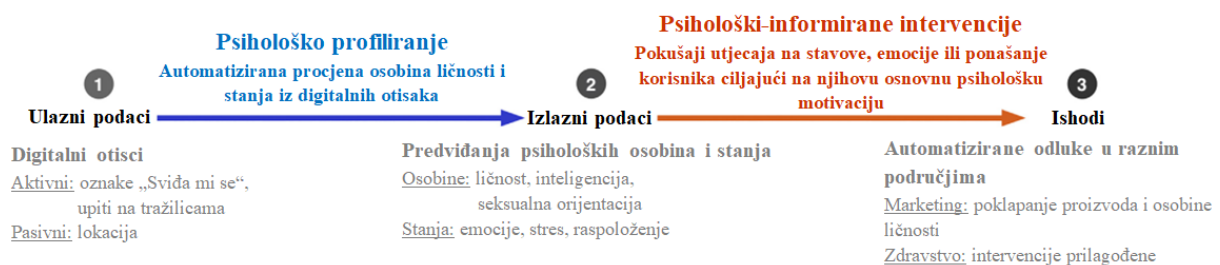 Psihološko profiliranje
Automatizirana procjena osobina ličnosti i
stanja iz digitalnih otisaka
Psihološki-informirane intervencije
Pokušaji utjecaja na stavove, emocije ili ponašanje
korisnika ciljajući na njihovu osnovnu psihološku
motivaciju
1
Ulazni podaci
2
Izlazni podaci
3
Ishodi
Digitalni otisci
Aktivni: oznake „Sviđa mi se“,
upiti na tražilicama
Pasivni: lokacija
Predviđanja psiholoških osobina i stanja
Osobine: ličnost, inteligencija,
seksualna orijentacija
Stanja: emocije, stres, raspoloženje
Automatizirane odluke u raznim
područjima
Marketing: poklapanje proizvoda i osobine
ličnosti
Zdravstvo: intervencije prilagođene